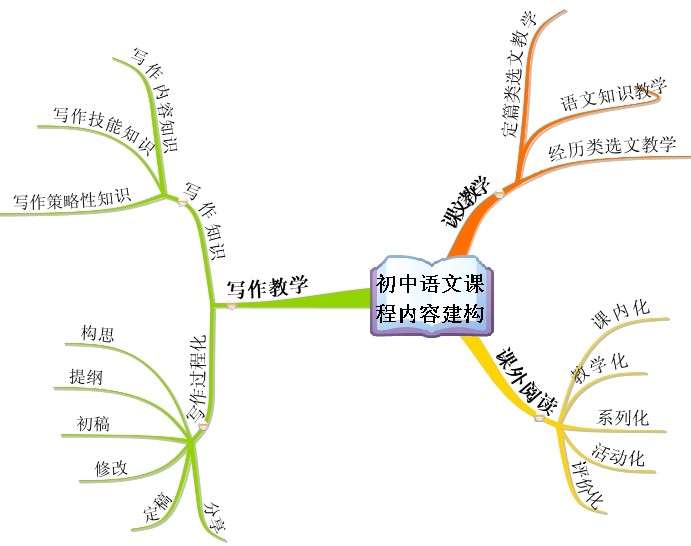 初中语文课
程内容建构
课文教学
定篇类选文教学
语文知识教学
经历类选文教学
课外阅读
课内化
教学化
系列化
活动化
评价化
写作教学
写作知识
写作内容知识
写作技能知识
写作策略性知识
写作过程化
构思
提纲
初稿
修改
定稿
分享